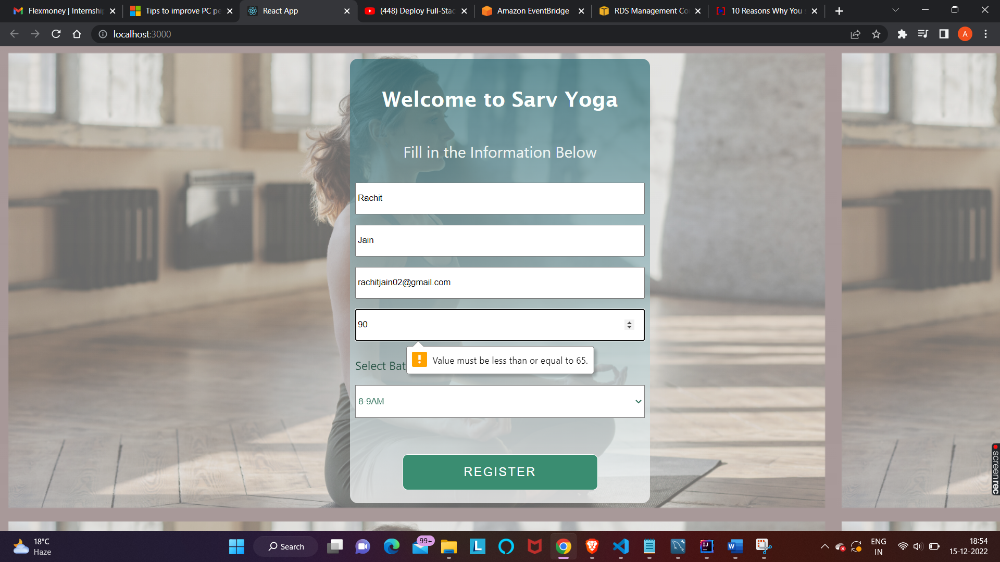 Flexmoney | Internshi
Tips to improve PC pe
React App
(448) Deploy Full-Stac
Amazon EventBridge
RDS Management Co
10 Reasons Why You s
localhost:3000
A
Welcome to Sarv Yoga
Fill in the Information Below
Rachit
Jain
rachitjain02@gmail.com
90
Value must be less than or equal to 65.
Select Bat
8-9AM
REGISTER
screenrec
18°C
Haze
Search
99+
ENG
IN
18:54
15-12-2022